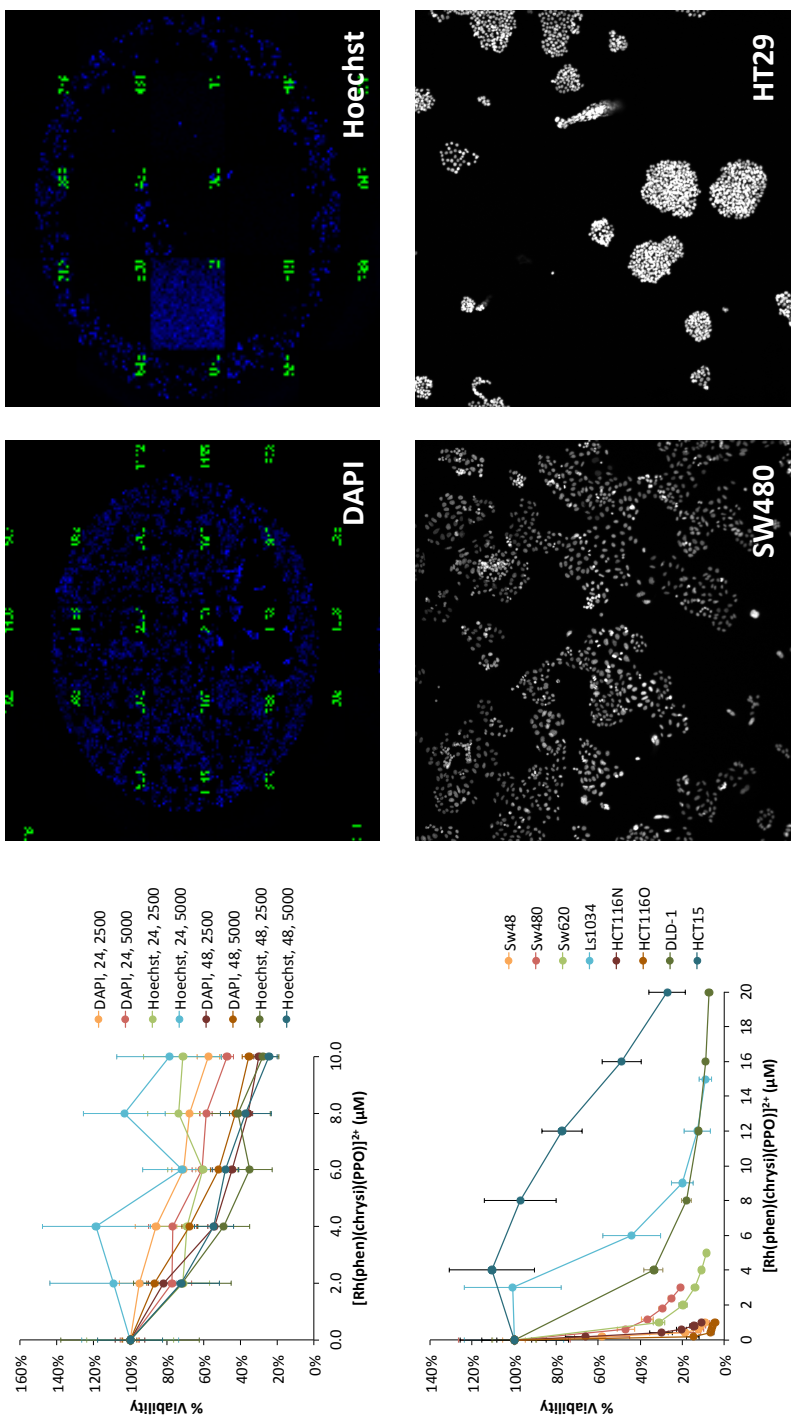 160%
140%
120%
100%
80%
60%
40%
20%
0%
% Viability
0.0
2.0
4.0
6.0
8.0
10.0
[Rh(phen)(chrysi)(PPO)]²⁺ (µM)
DAPI, 24, 2500
DAPI, 24, 5000
Hoechst, 24, 2500
Hoechst, 24, 5000
DAPI, 48, 2500
DAPI, 48, 5000
Hoechst, 48, 2500
Hoechst, 48, 5000
DAPI
Hoechst
140%
120%
100%
80%
60%
40%
20%
0%
% Viability
0
2
4
6
8
10
12
14
16
18
20
[Rh(phen)(chrysi)(PPO)]²⁺ (µM)
Sw48
Sw480
Sw620
Ls1034
HCT116N
HCT116O
DLD-1
HCT15
SW480
HT29